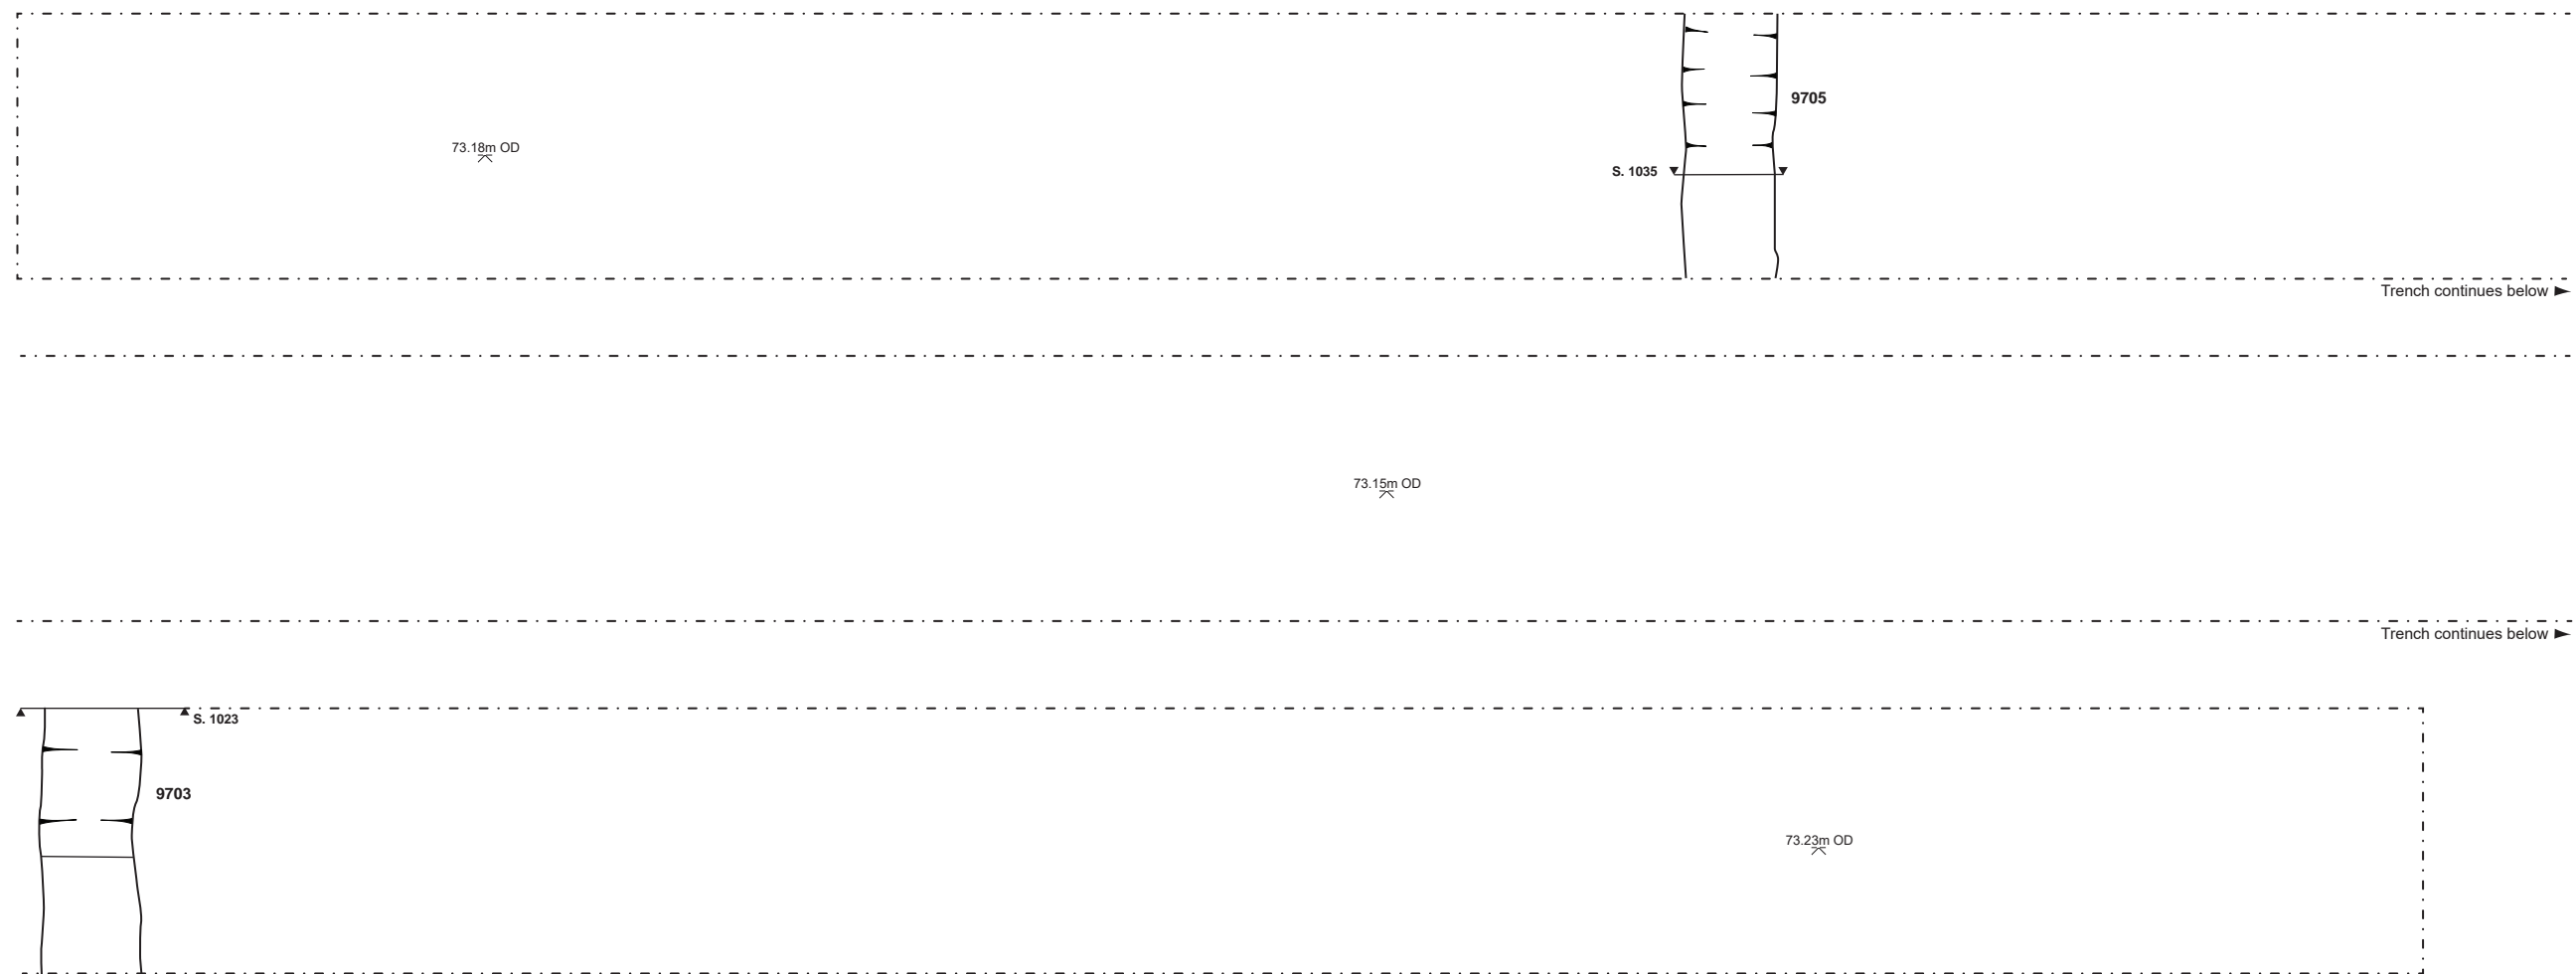 9705
73.18m OD
S. 1035
Trench continues below
73.15m OD
Trench continues below
S. 1023
9703
73.23m OD